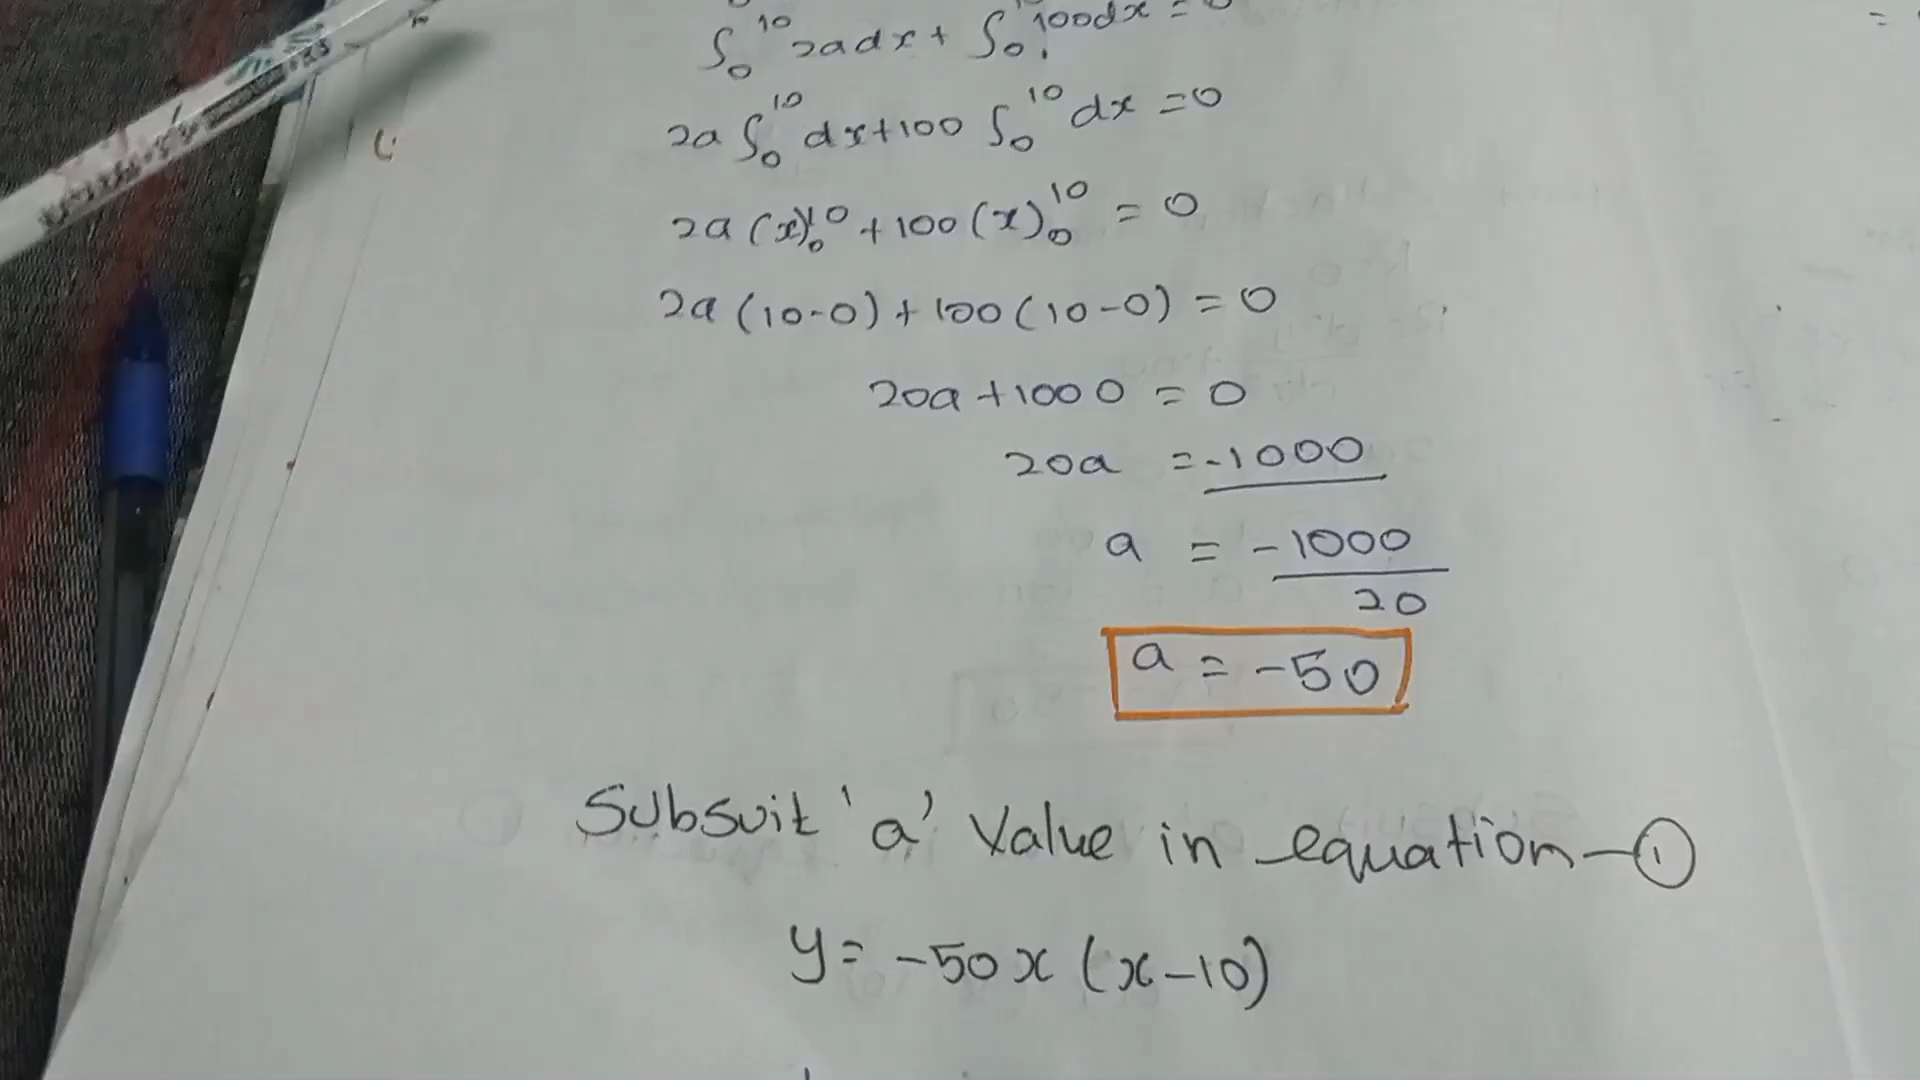 ∫₀¹⁰ 2adx + ∫₀¹⁰ 100dx = 0
2a ∫₀¹⁰ dx + 100 ∫₀¹⁰ dx = 0
2a (x)₀¹⁰ + 100 (x)₀¹⁰ = 0
2a (10-0) + 100 (10-0) = 0
20a + 1000 = 0
20a = -1000
a = -1000
20
a = -50
Subsuit 'a' Value in equation - ①
y = -50x (x-10)